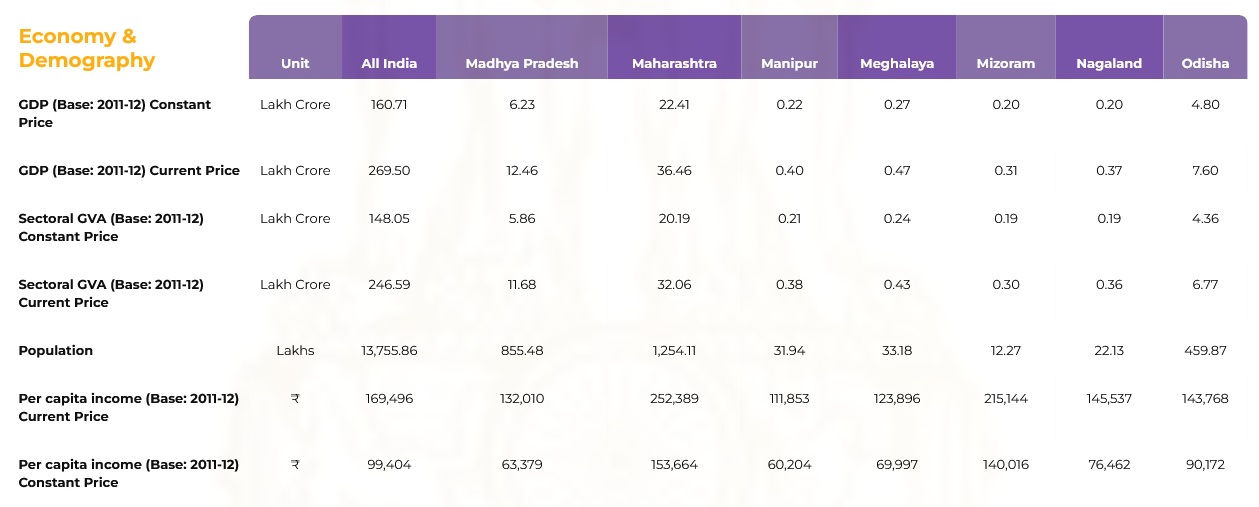 Economy &
Demography
Unit All India Madhya Pradesh Maharashtra Manipur Meghalaya Mizoram Nagaland Odisha
GDP (Base: 2011-12) Constant Lakh Crore 160.71 6.23 22.41 0.22 0.27 0.20 0.20 4.80
Price
GDP (Base: 2011-12) Current Price Lakh Crore 269.50 12.46 36.46 0.40 0.47 0.31 0.37 7.60
Sectoral GVA (Base: 2011-12) Lakh Crore 148.05 5.86 20.19 0.21 0.24 0.19 0.19 4.36
Constant Price
Sectoral GVA (Base: 2011-12) Lakh Crore 246.59 11.68 32.06 0.38 0.43 0.30 0.36 6.77
Current Price
Population Lakhs 13,755.86 855.48 1,254.11 31.94 33.18 12.27 22.13 459.87
Per capita income (Base: 2011-12) ₹ 169,496 132,010 252,389 111,853 123,896 215,144 145,537 143,768
Current Price
Per capita income (Base: 2011-12) ₹ 99,404 63,379 153,664 60,204 69,997 140,016 76,462 90,172
Constant Price